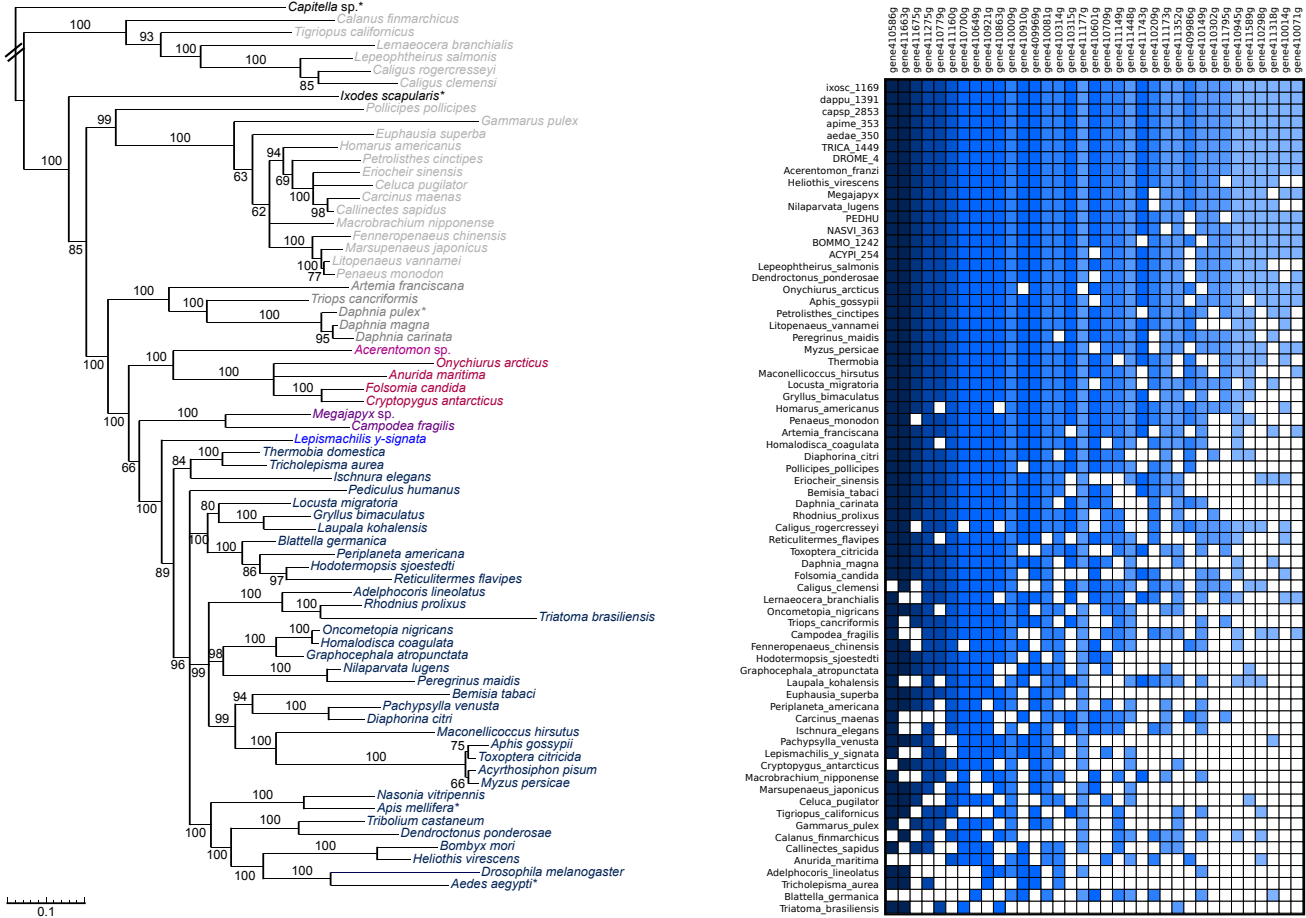 Capitella sp.*
Calanus finmarchicus
100
Tigriopus californicus
93
Lernaeocera branchialis
100
Lepeophtheirus salmonis
Caligus rogercresseyi
85
Caligus clemensi
Ixodes scapularis*
Pollicipes pollicipes
99
Gammarus pulex
100
Euphausia superba
Homarus americanus
94
Petrolisthes cinctipes
100
63
69
Eriocheir sinensis
Celuca pugilator
100
Carcinus maenas
62
98
Callinectes sapidus
Macrobrachium nipponense
Fenneropenaeus chinensis
100
85
Marsupenaeus japonicus
100
Litopenaeus vannamei
77
Penaeus monodon
Artemia franciscana
100
Triops cancriformis
100
Daphnia pulex*
100
Daphnia magna
95
Daphnia carinata
Acerentomon sp.
100
100
Onychiurus arcticus
100
Anurida maritima
100
Folsomia candida
Cryptopygus antarcticus
100
Megajapyx sp.
100
Campodea fragilis
Lepismachilis y-signata
66
100
Thermobia domestica
84
Tricholepisma aurea
Ischnura elegans
Pediculus humanus
100
80
Locusta migratoria
100
Gryllus bimaculatus
Laupala kohalensis
100
Blattella germanica
100
Periplaneta americana
89
86
Hodotermopsis sjoestedti
97
Reticulitermes flavipes
100
Adelphocoris lineolatus
100
Rhodnius prolixus
Triatoma brasiliensis
100
Oncometopia nigricans
100
Homalodisca coagulata
98
Graphocephala atropunctata
96
99
100
Nilaparvata lugens
Peregrinus maidis
94
Bemisia tabaci
100
Pachypsylla venusta
99
Diaphorina citri
Maconellicoccus hirsutus
100
75
Aphis gossypii
100
Toxoptera citricida
Acyrthosiphon pisum
66
Myzus persicae
100
Nasonia vitripennis
Apis mellifera*
100
100
Tribolium castaneum
Dendroctonus ponderosae
100
100
Bombyx mori
Heliothis virescens
100
100
Drosophila melanogaster
Aedes aegypti*
0.1
gene410586g
gene411663g
gene411675g
gene411275g
gene410779g
gene411160g
gene410700g
gene410649g
gene410921g
gene410863g
gene410009g
gene410910g
gene409969g
gene410081g
gene410314g
gene410315g
gene411177g
gene410601g
gene410709g
gene411149g
gene411448g
gene411743g
gene410209g
gene411173g
gene411352g
gene409986g
gene410149g
gene410302g
gene411795g
gene410945g
gene411589g
gene410298g
gene411318g
gene410014g
gene410071g
ixosc_1169
dappu_1391
capsp_2853
apime_353
aedae_350
TRICA_1449
DROME_4
Acerentomon_franzi
Heliothis_virescens
Megajapyx
Nilaparvata_lugens
PEDHU
NASVI_363
BOMMO_1242
ACYPI_254
Lepeophtheirus_salmonis
Dendroctonus_ponderosae
Onychiurus_arcticus
Aphis_gossypii
Petrolisthes_cinctipes
Litopenaeus_vannamei
Peregrinus_maidis
Myzus_persicae
Thermobia
Maconellicoccus_hirsutus
Locusta_migratoria
Gryllus_bimaculatus
Homarus_americanus
Penaeus_monodon
Artemia_franciscana
Homalodisca_coagulata
Diaphorina_citri
Pollicipes_pollicipes
Eriocheir_sinensis
Bemisia_tabaci
Daphnia_carinata
Rhodnius_prolixus
Caligus_rogercresseyi
Reticulitermes_flavipes
Toxoptera_citricida
Daphnia_magna
Folsomia_candida
Caligus_clemensi
Lernaeocera_branchialis
Oncometopia_nigricans
Triops_cancriformis
Campodea_fragilis
Fenneropenaeus_chinensis
Hodotermopsis_sjoestedti
Graphocephala_atropunctata
Laupala_kohalensis
Euphausia_superba
Periplaneta_americana
Carcinus_maenas
Ischnura_elegans
Pachypsylla_venusta
Lepismachilis_y_signata
Cryptopygus_antarcticus
Macrobrachium_nipponense
Marsupenaeus_japonicus
Celuca_pugilator
Tigriopus_californicus
Gammarus_pulex
Calanus_finmarchicus
Callinectes_sapidus
Anurida_maritima
Adelphocoris_lineolatus
Tricholepisma_aurea
Blattella_germanica
Triatoma_brasiliensis